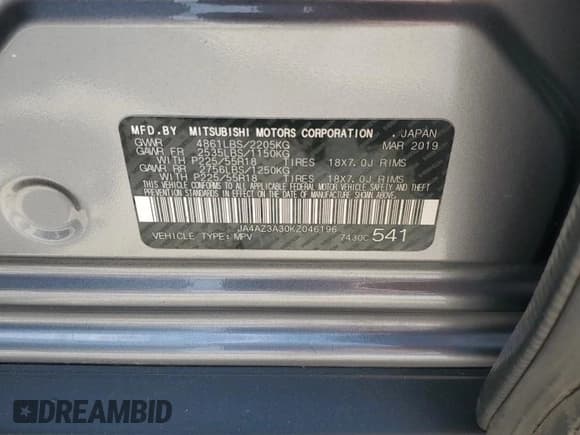 MFD.BY MITSUBISHI MOTORS CORPORATION , JAPAN
GVWR 4861LBS/2205KG MAR 2019
GAWR FR 2535LBS/1150KG
WITH P225/55R18 TIRES 18X7.0J RIMS
GAWR RR 2756LBS/1250KG
WITH P225/55R18 TIRES 18X7.0J RIMS
THIS VEHICLE CONFORMS TO ALL APPLICABLE FEDERAL MOTOR VEHICLE SAFETY AND THEFT
PREVENTION STANDARDS IN EFFECT ON THE DATE OF MANUFACTURE SHOWN ABOVE.
JA4AZ3A30KZ046196
VEHICLE TYPE:MPV 7430C 541
DREAMBID